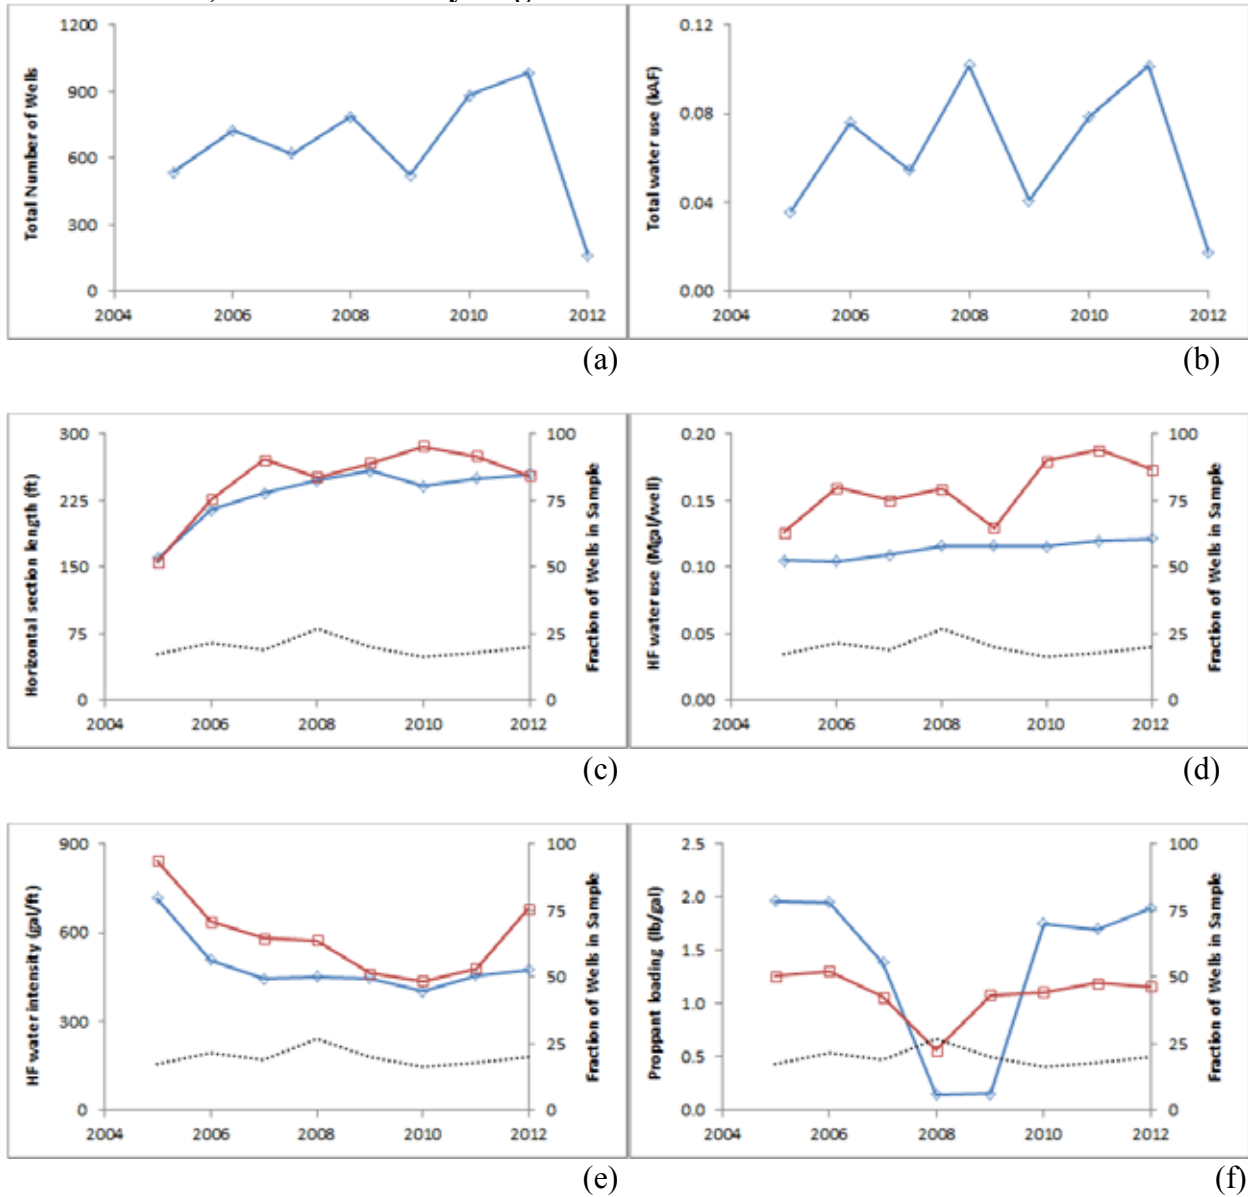 Total Number of Wells
1200
900
600
300
0
2004 2006 2008 2010 2012
(a)
Total water use (kAF)
0.12
0.08
0.04
0.00
2004 2006 2008 2010 2012
(b)
Horizontal section length (ft)
300
225
150
75
0
2004 2006 2008 2010 2012
100
75
50
25
0
Fraction of Wells in Sample
(c)
HF water use (Mgal/well)
0.20
0.15
0.10
0.05
0.00
2004 2006 2008 2010 2012
100
75
50
25
0
Fraction of Wells in Sample
(d)
HF water intensity (gal/ft)
900
600
300
0
2004 2006 2008 2010 2012
100
75
50
25
0
Fraction of Wells in Sample
(e)
Proppant loading (lb/gal)
2.5
2.0
1.5
1.0
0.5
0.0
2004 2006 2008 2010 2012
100
75
50
25
0
Fraction of Wells in Sample
(f)